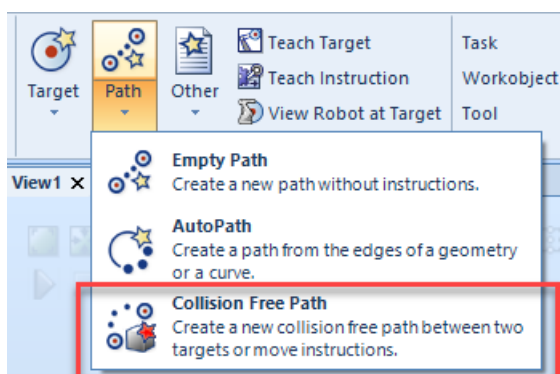 Target
Path
Other
Teach Target
Teach Instruction
View Robot at Target
Task
Workobject
Tool
View1 X
Empty Path
Create a new path without instructions.
AutoPath
Create a path from the edges of a geometry
or a curve.
Collision Free Path
Create a new collision free path between two
targets or move instructions.